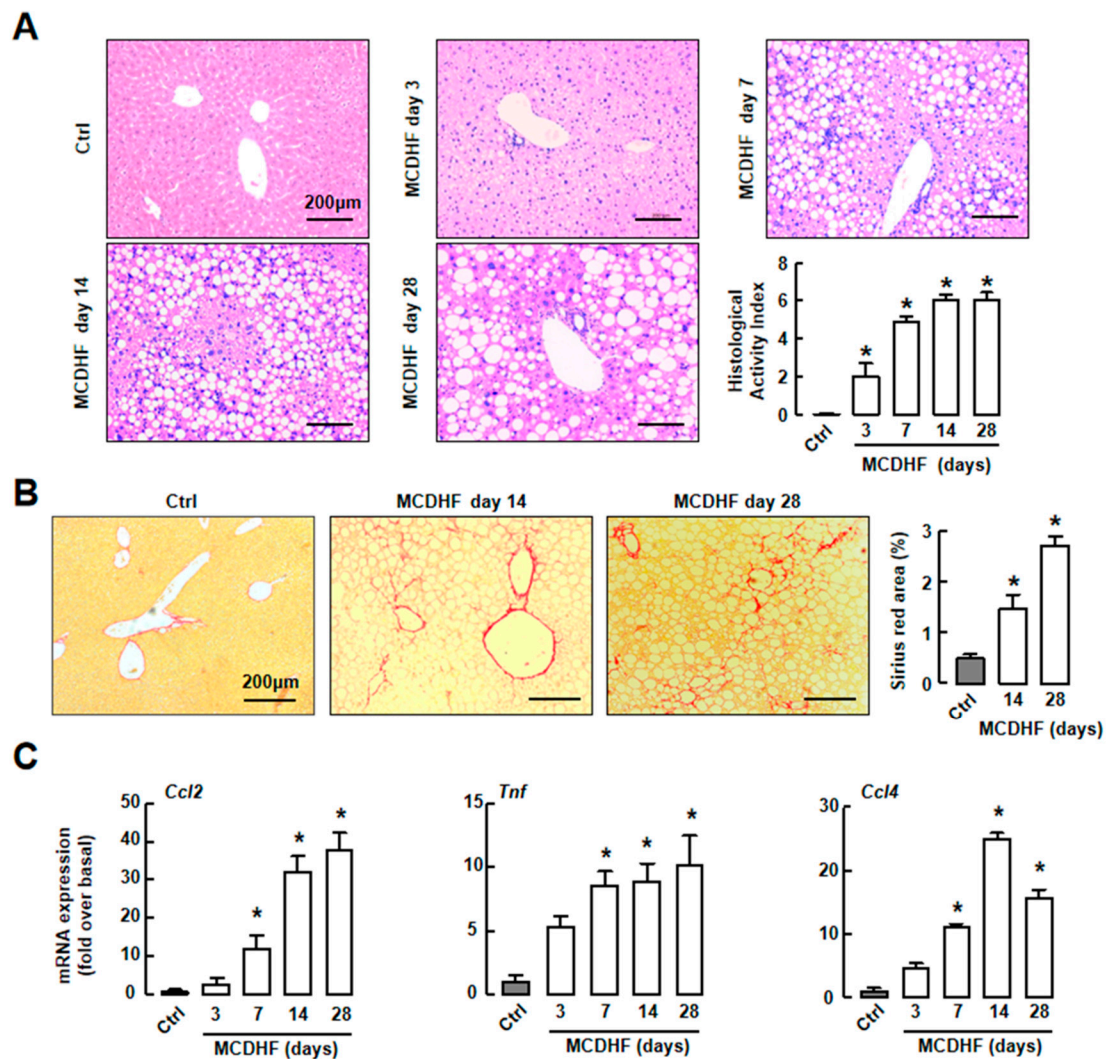 A
Ctrl
200µm
MCDHF day 3
MCDHF day 7
MCDHF day 14
MCDHF day 28
Histological
Activity Index
8
6
4
2
0
* * * *
Ctrl 3 7 14 28
MCDHF (days)
B
Ctrl
MCDHF day 14
MCDHF day 28
200µm
Sirius red area (%)
3
2
1
0
* *
Ctrl 14 28
MCDHF (days)
C
mRNA expression
(fold over basal)
Ccl2
50
40
30
20
10
0
* * *
Ctrl 3 7 14 28
MCDHF (days)
Tnf
15
10
5
0
* * *
Ctrl 3 7 14 28
MCDHF (days)
Ccl4
30
20
10
0
* * *
Ctrl 3 7 14 28
MCDHF (days)